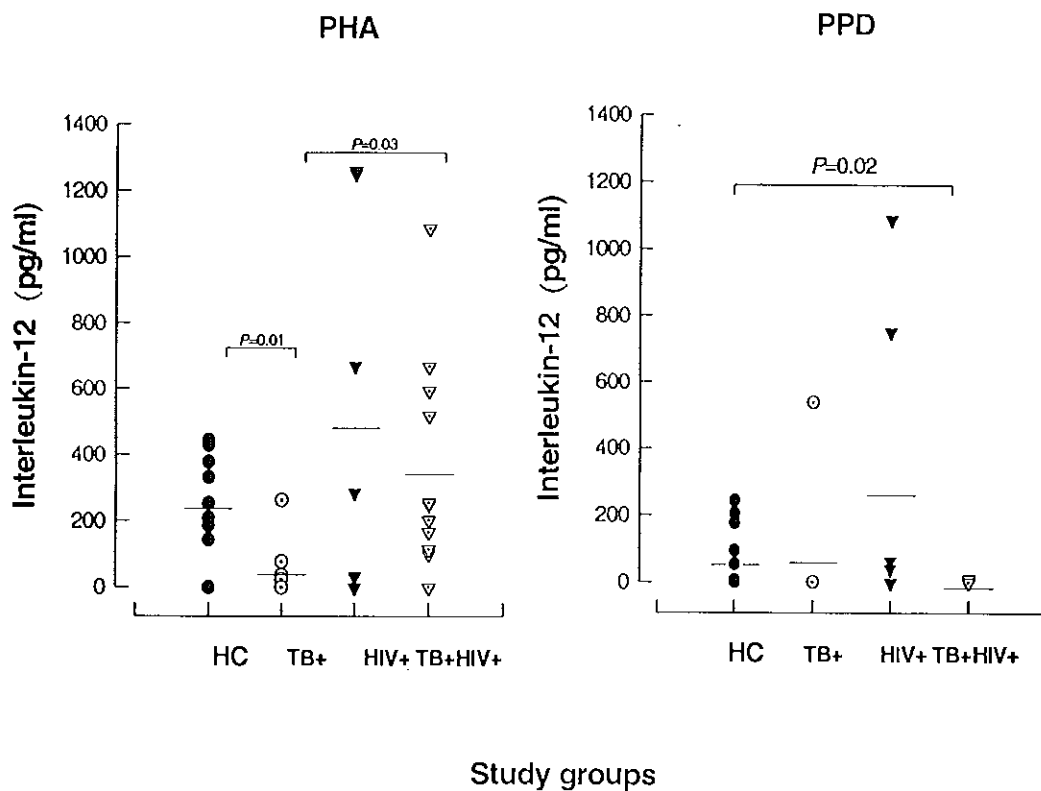 PHA
PPD
Interleukin-12 (pg/ml)
1400
1200
1000
800
600
400
200
0
P=0.03
P=0.01
HC TB+ HIV+ TB+HIV+
Interleukin-12 (pg/ml)
1400
1200
1000
800
600
400
200
0
P=0.02
HC TB+ HIV+ TB+HIV+
Study groups